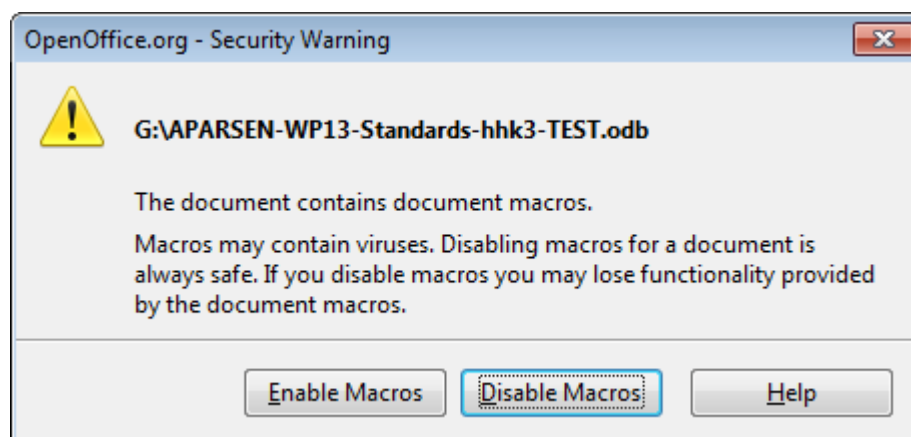 OpenOffice.org - Security Warning
G:\APARSEN-WP13-Standards-hhk3-TEST.odb
The document contains document macros.
Macros may contain viruses. Disabling macros for a document is
always safe. If you disable macros you may lose functionality provided
by the document macros.
Enable Macros Disable Macros Help